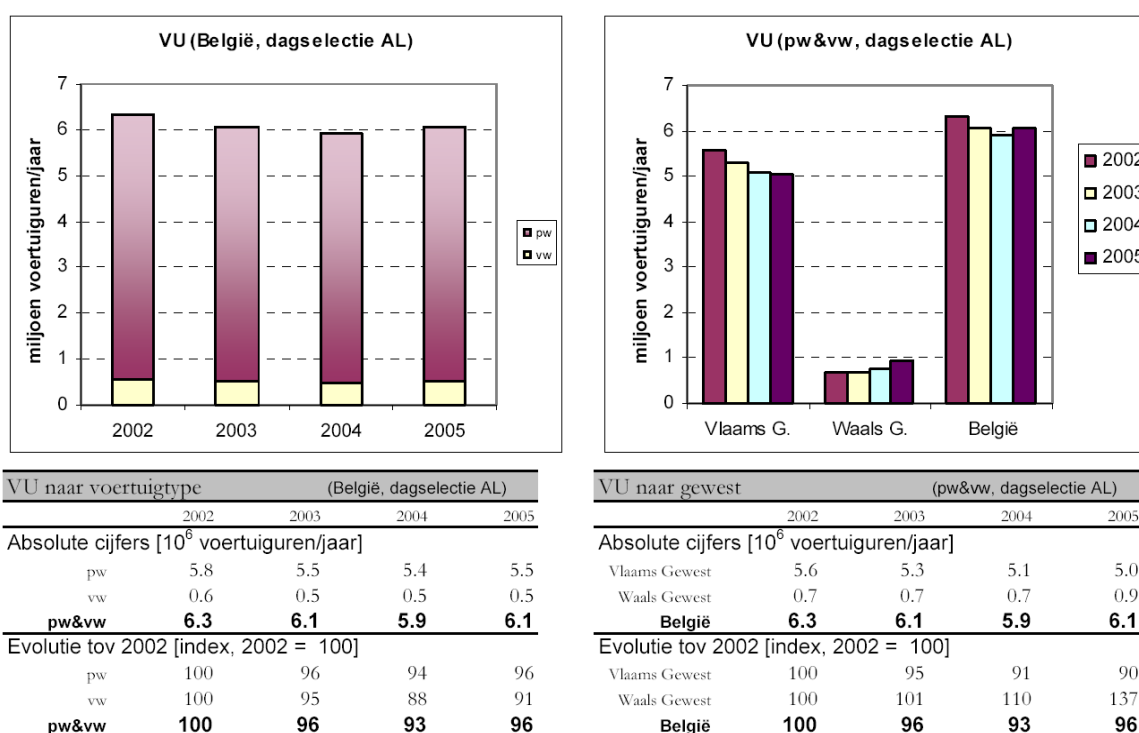 VU (België, dagselectie AL)
miljoen voertuiguren/jaar
7
6
5
4
3
2
1
0
2002 2003 2004 2005
pw
vw
VU (pw&vw, dagselectie AL)
miljoen voertuiguren/jaar
7
6
5
4
3
2
1
0
Vlaams G. Waals G. België
2002
2003
2004
2005
VU naar voertuigtype (België, dagselectie AL)
2002 2003 2004 2005
Absolute cijfers [10^6 voertuiguren/jaar]
pw 5.8 5.5 5.4 5.5
vw 0.6 0.5 0.5 0.5
pw&vw 6.3 6.1 5.9 6.1
Evolutie tov 2002 [index, 2002 = 100]
pw 100 96 94 96
vw 100 95 88 91
pw&vw 100 96 93 96
VU naar gewest (pw&vw, dagselectie AL)
2002 2003 2004 2005
Absolute cijfers [10^6 voertuiguren/jaar]
Vlaams Gewest 5.6 5.3 5.1 5.0
Waals Gewest 0.7 0.7 0.7 0.9
België 6.3 6.1 5.9 6.1
Evolutie tov 2002 [index, 2002 = 100]
Vlaams Gewest 100 95 91 90
Waals Gewest 100 101 110 137
België 100 96 93 96